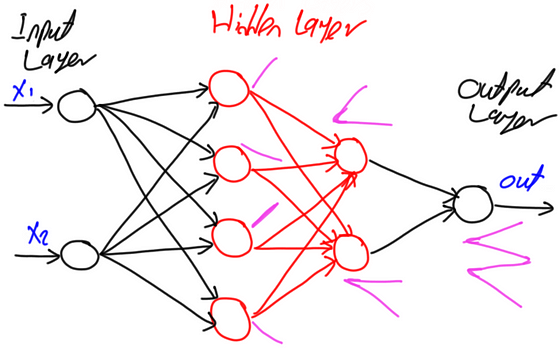 Input
Layer
Hidden Layer
Output
Layer
x1
x2
out